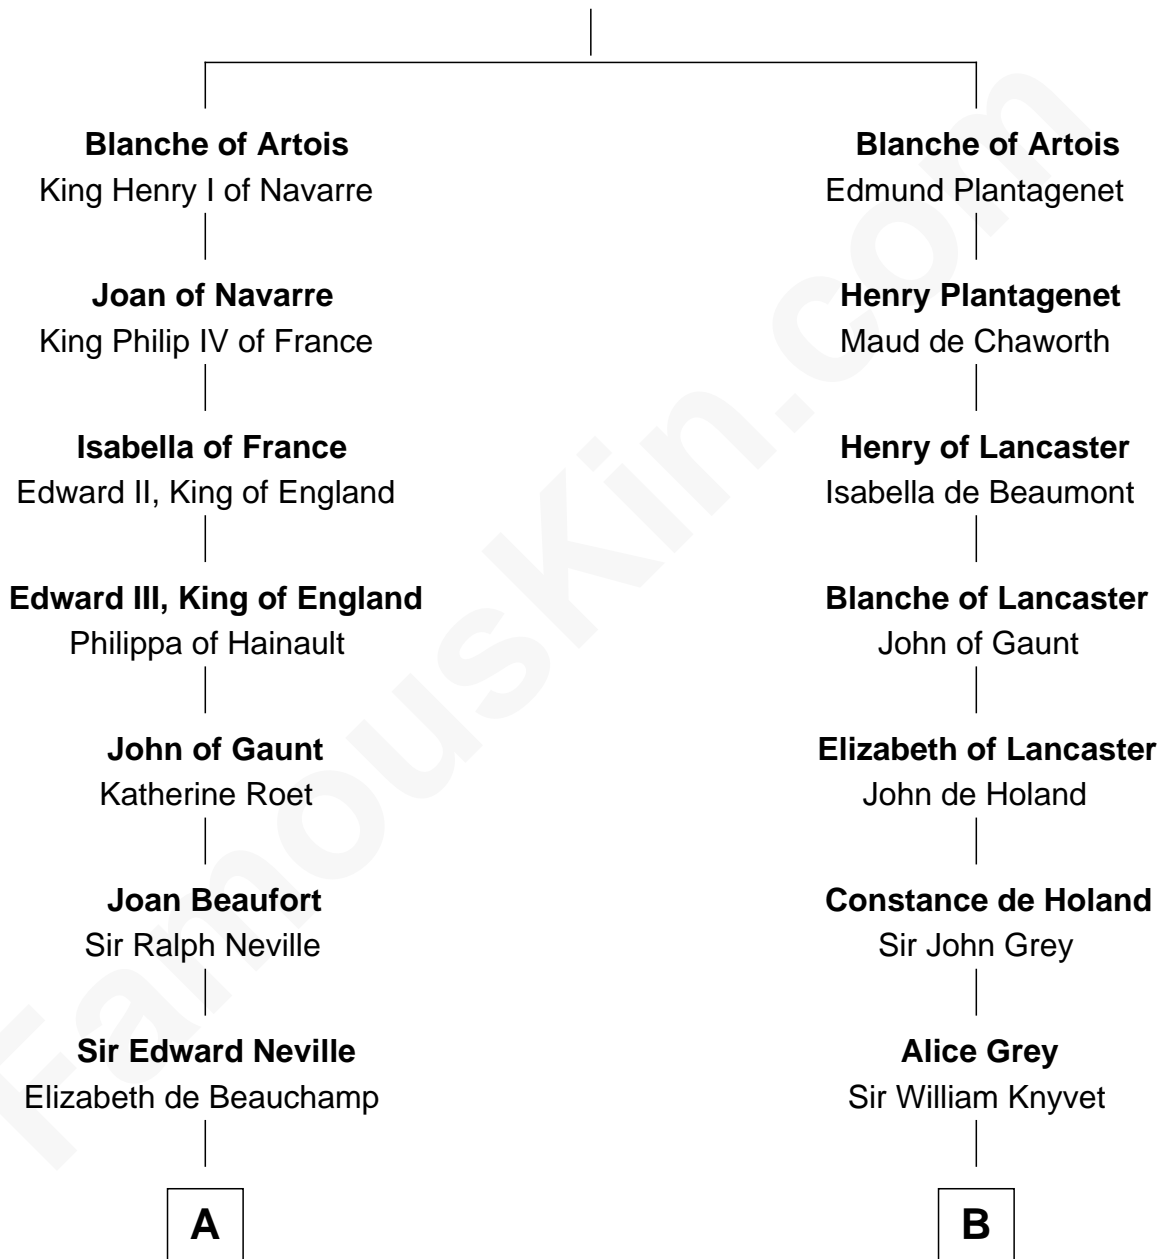 Blanche of Artois
King Henry I of Navarre
Joan of Navarre
King Philip IV of France
Isabella of France
Edward II, King of England
Edward III, King of England
Philippa of Hainault
John of Gaunt
Katherine Roet
Joan Beaufort
Sir Ralph Neville
Sir Edward Neville
Elizabeth de Beauchamp
A
Blanche of Artois
Edmund Plantagenet
Henry Plantagenet
Maud de Chaworth
Henry of Lancaster
Isabella de Beaumont
Blanche of Lancaster
John of Gaunt
Elizabeth of Lancaster
John de Holand
Constance de Holand
Sir John Grey
Alice Grey
Sir William Knyvet
B
FamousKin.com